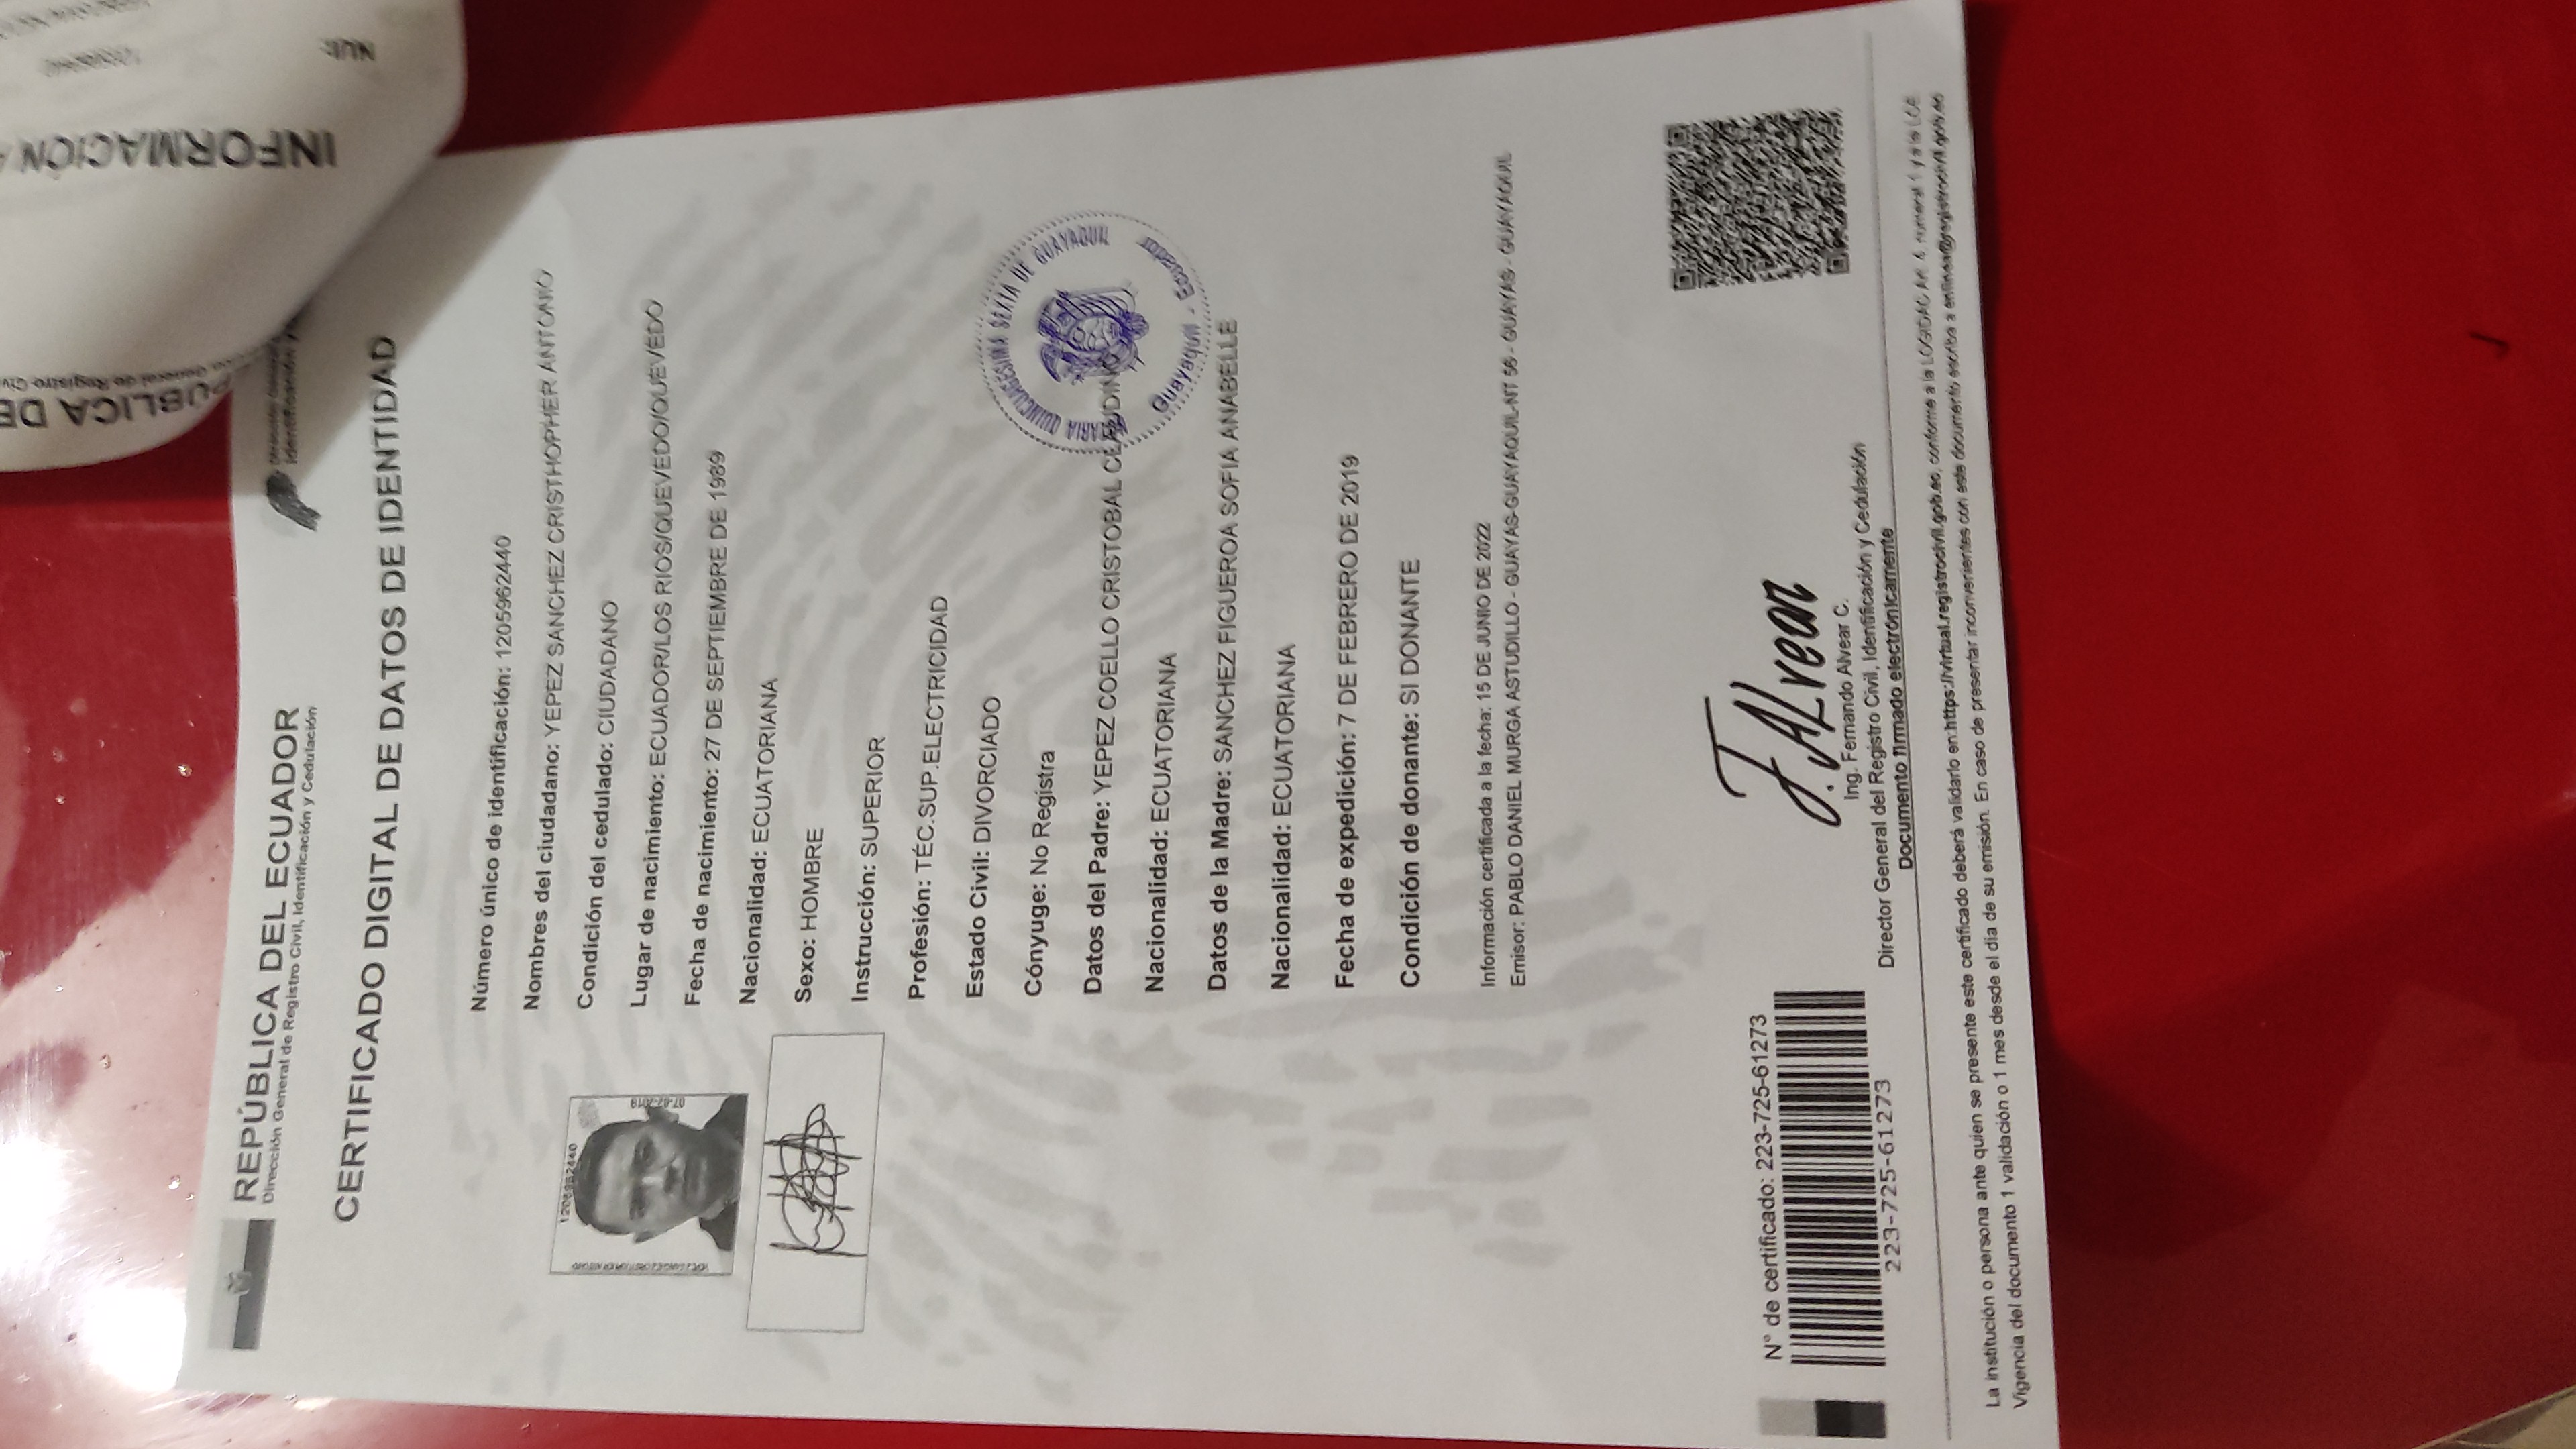 REPÚBLICA DEL ECUADOR
Dirección General de Registro Civil, Identificación y Cedulación
Dirección General
Identificación y
CERTIFICADO DIGITAL DE DATOS DE IDENTIDAD
Número único de identificación: 1205962440
Nombres del ciudadano: YEPEZ SANCHEZ CRISTHOPHER ANTONIO
Condición del cedulado: CIUDADANO
Lugar de nacimiento: ECUADOR/LOS RIOS/QUEVEDO/QUEVEDO
Fecha de nacimiento: 27 DE SEPTIEMBRE DE 1989
Nacionalidad: ECUATORIANA
Sexo: HOMBRE
Instrucción: SUPERIOR
Profesión: TÉC.SUP.ELECTRICIDAD
Estado Civil: DIVORCIADO
Cónyuge: No Registra
Datos del Padre: YEPEZ COELLO CRISTOBAL CLAUDINO
Nacionalidad: ECUATORIANA
Datos de la Madre: SANCHEZ FIGUEROA SOFIA ANABELLE
Nacionalidad: ECUATORIANA
Fecha de expedición: 7 DE FEBRERO DE 2019
Condición de donante: SI DONANTE
Información certificada a la fecha: 15 DE JUNIO DE 2022
Emisor: PABLO DANIEL MURGA ASTUDILLO - GUAYAS-GUAYAQUIL-NT 56 - GUAYAS - GUAYAQUIL
1205962440
07-02-2019
NOTARIA QUINCUAGESIMA SEXTA DE GUAYAQUIL
Guayaquil - Ecuador
N° de certificado: 223-725-61273
223-725-61273
F. ALvear
Ing. Fernando Alvear C.
Director General del Registro Civil, Identificación y Cedulación
Documento firmado electrónicamente
La institución o persona ante quien se presente este certificado deberá validarlo en:https://virtual.registrocivil.gob.ec, conforme a la LOGIDAC Art. 4, numeral 1 y a la LCE.
Vigencia del documento 1 validación o 1 mes desde el día de su emisión. En caso de presentar inconvenientes con este documento escriba a enlinea@registrocivil.gob.ec
PÚBLICA DE
General de Registro Civ
INFORMACIÓN
NUI: